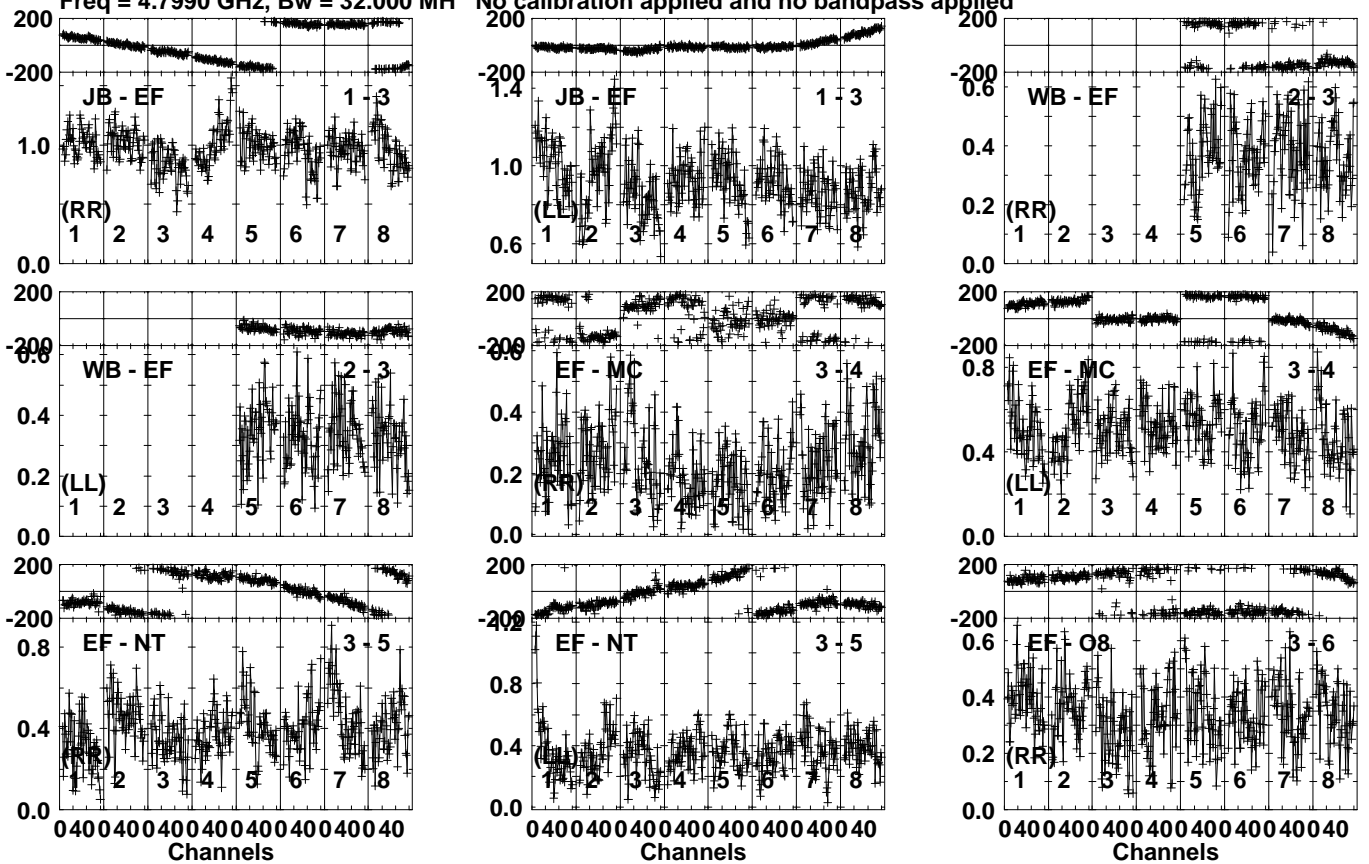 Freq = 4.7990 GHz, Bw = 32.000 MH No calibration applied and no bandpass applied
200 200 200
-200 -200 -200
JB - EF 1 - 3 1.4 JB - EF 1 - 3 0.6 WB - EF 2 - 3
1.0 1.0 0.4
0.2
(RR) (LL) (RR)
1 2 3 4 5 6 7 8 0.6 1 2 3 4 5 6 7 8 1 2 3 4 5 6 7 8
0.0 0.0
200 200 200
-200 -200 -200
0.6 WB - EF 2 - 3 0.6 EF - MC 3 - 4 0.8 EF - MC 3 - 4
0.4 0.4 0.4
0.2 0.2
(LL) (RR) (LL)
1 2 3 4 5 6 7 8 1 2 3 4 5 6 7 8 1 2 3 4 5 6 7 8
0.0 0.0 0.0
200 200 200
-200 -200 -200
0.8 EF - NT 3 - 5 1.2 EF - NT 3 - 5 0.6 EF - O8 3 - 6
0.8
0.4 0.4 0.4
0.2
(RR) (LL) (RR)
1 2 3 4 5 6 7 8 1 2 3 4 5 6 7 8 1 2 3 4 5 6 7 8
0.0 0.0 0.0
0 40 0 40 0 40 0 40 0 40 0 40 0 40 0 40 0 40 0 40 0 40 0 40 0 40 0 40 0 40 0 40 0 40 0 40 0 40 0 40 0 40 0 40 0 40 0 40
Channels Channels Channels